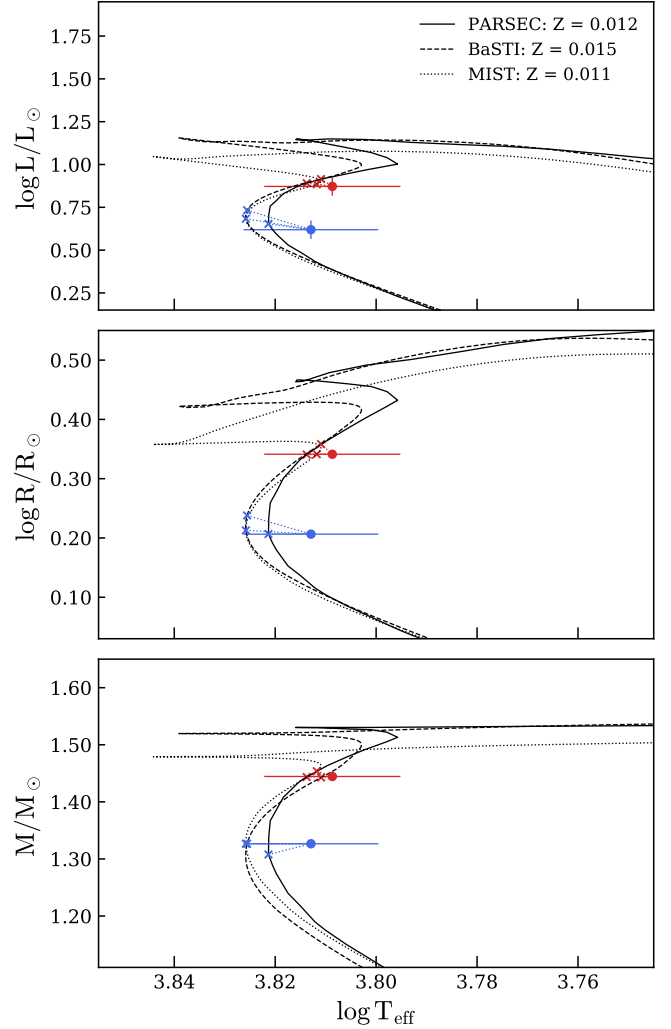 PARSEC: Z = 0.012
BaSTI: Z = 0.015
MIST: Z = 0.011
1.75
1.50
1.25
1.00
0.75
0.50
0.25
log L/L⊙
0.50
0.40
0.30
0.20
0.10
log R/R⊙
1.60
1.50
1.40
1.30
1.20
M/M⊙
3.84 3.82 3.80 3.78 3.76
log Teff